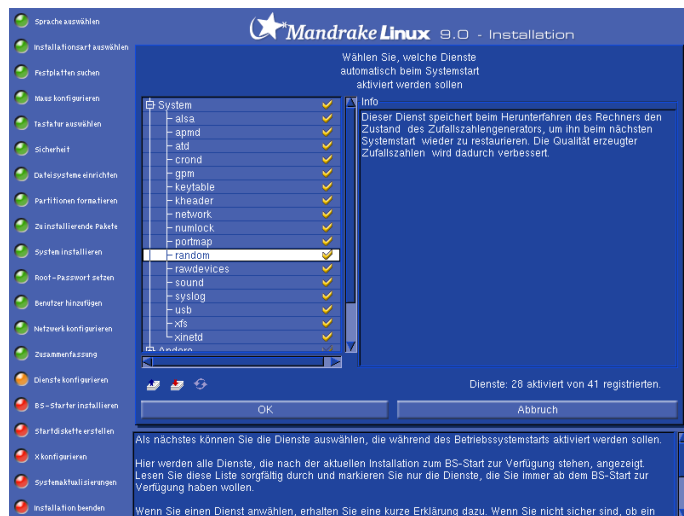 Sprache auswählen
Installationsart auswählen
Festplatten suchen
Maus konfigurieren
Tastatur auswählen
Sicherheit
Dateisysteme einrichten
Partitionen formatieren
Zu installierende Pakete
System installieren
Root-Passwort setzen
Benutzer hinzufügen
Netzwerk konfigurieren
Zusammenfassung
Dienste konfigurieren
BS-Starter installieren
Startdiskette erstellen
X konfigurieren
Systemaktualisierungen
Installation beenden
Mandrake Linux 9.0 - Installation
Wählen Sie, welche Dienste
automatisch beim Systemstart
aktiviert werden sollen
System
alsa
apmd
atd
crond
gpm
keytable
kheader
network
numlock
portmap
random
rawdevices
sound
syslog
usb
xfs
xinetd
Andere
Info
Dieser Dienst speichert beim Herunterfahren des Rechners den
Zustand des Zufallszahlengenerators, um ihn beim nächsten
Systemstart wieder zu restaurieren. Die Qualität erzeugter
Zufallszahlen wird dadurch verbessert.
Dienste: 28 aktiviert von 41 registrierten.
OK
Abbruch
Als nächstes können Sie die Dienste auswählen, die während des Betriebssystemstarts aktiviert werden sollen.
Hier werden alle Dienste, die nach der aktuellen Installation zum BS-Start zur Verfügung stehen, angezeigt.
Lesen Sie diese Liste sorgfältig durch und markieren Sie nur die Dienste, die Sie immer ab dem BS-Start zur
Verfügung haben wollen.
Wenn Sie einen Dienst anwählen, erhalten Sie eine kurze Erklärung dazu. Wenn Sie nicht sicher sind, ob ein